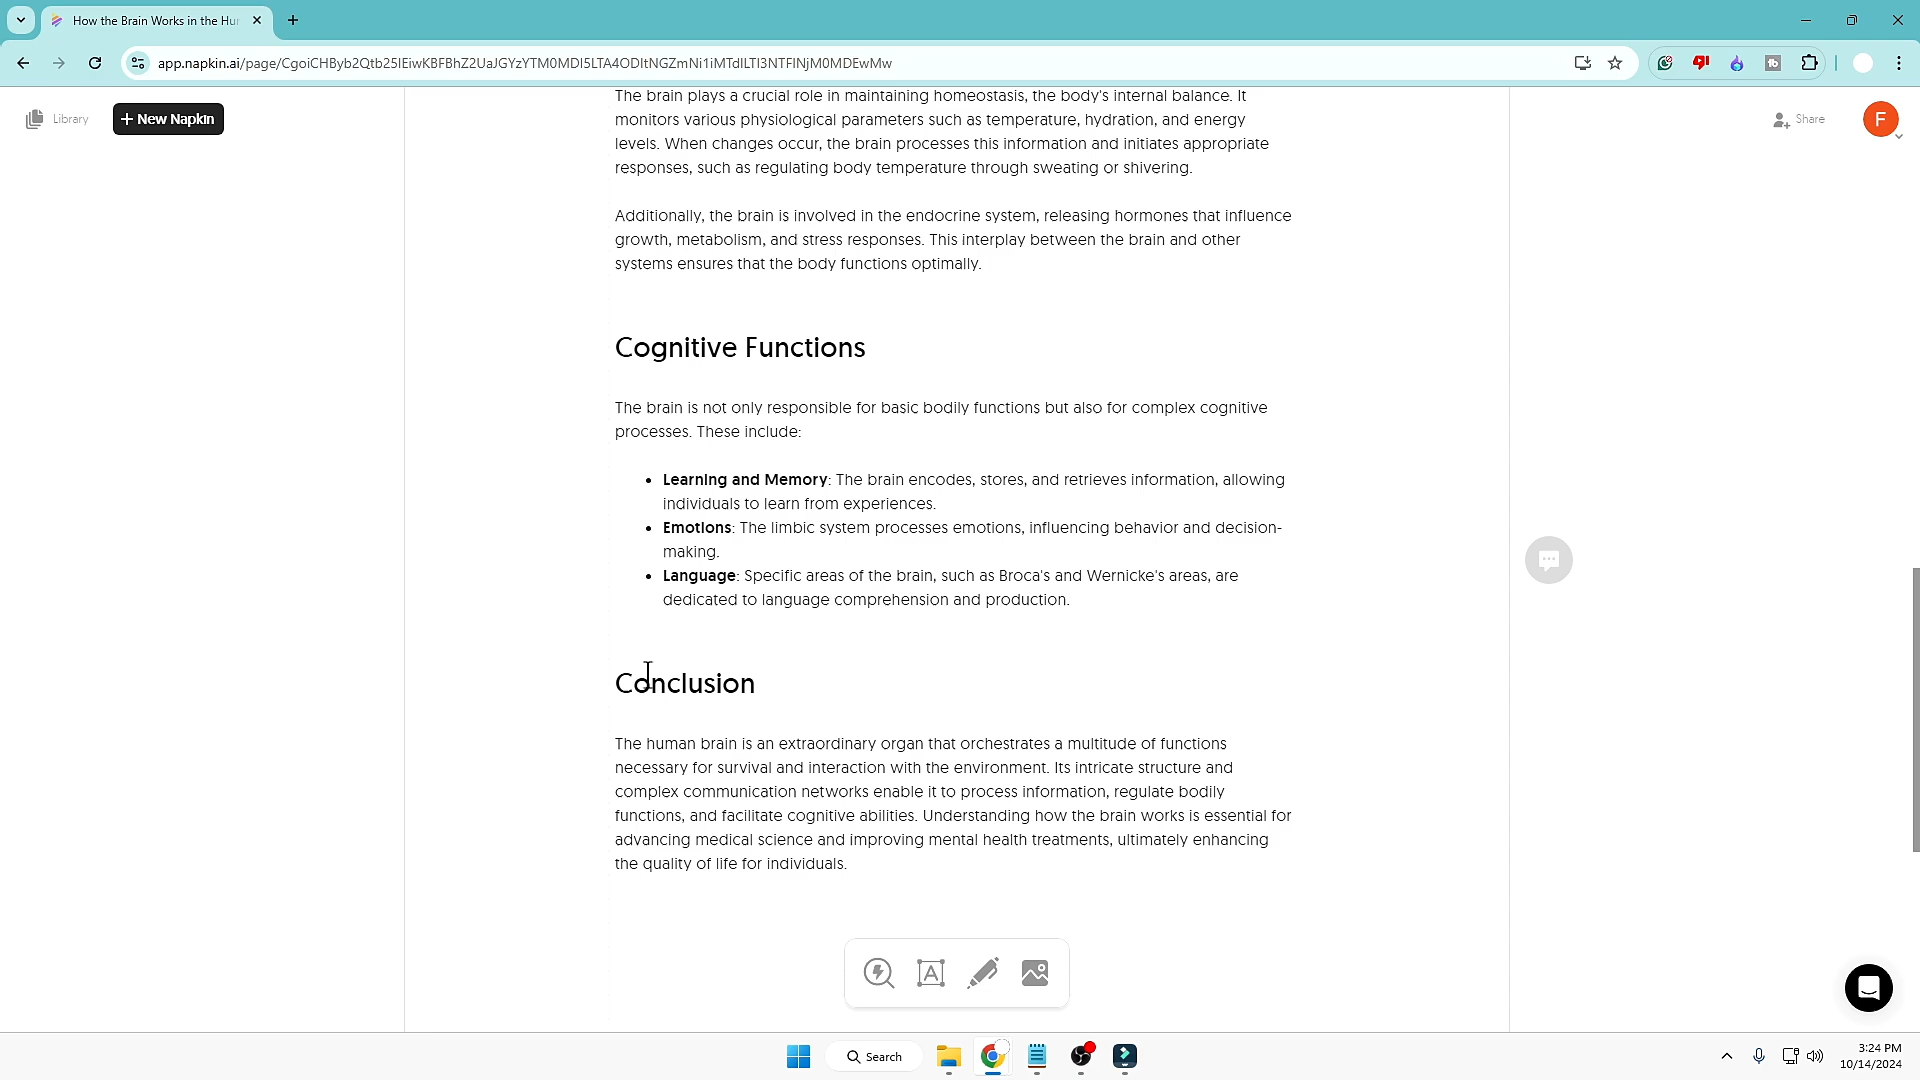 How the Brain Works in the Hu
app.napkin.ai/page/CgoiCHByb2Qtb25lEiwKBFBhZ2UaJGYzYTM0MDI5LTA4ODItNGZmNi1iMTdlLTI3NTFlNjM0MDEwMw
Library
+ New Napkin
Share
F
The brain plays a crucial role in maintaining homeostasis, the body's internal balance. It
monitors various physiological parameters such as temperature, hydration, and energy
levels. When changes occur, the brain processes this information and initiates appropriate
responses, such as regulating body temperature through sweating or shivering.
Additionally, the brain is involved in the endocrine system, releasing hormones that influence
growth, metabolism, and stress responses. This interplay between the brain and other
systems ensures that the body functions optimally.
Cognitive Functions
The brain is not only responsible for basic bodily functions but also for complex cognitive
processes. These include:
• Learning and Memory: The brain encodes, stores, and retrieves information, allowing
individuals to learn from experiences.
• Emotions: The limbic system processes emotions, influencing behavior and decision-
making.
• Language: Specific areas of the brain, such as Broca's and Wernicke's areas, are
dedicated to language comprehension and production.
Conclusion
The human brain is an extraordinary organ that orchestrates a multitude of functions
necessary for survival and interaction with the environment. Its intricate structure and
complex communication networks enable it to process information, regulate bodily
functions, and facilitate cognitive abilities. Understanding how the brain works is essential for
advancing medical science and improving mental health treatments, ultimately enhancing
the quality of life for individuals.
A
Search
3:24 PM
10/14/2024